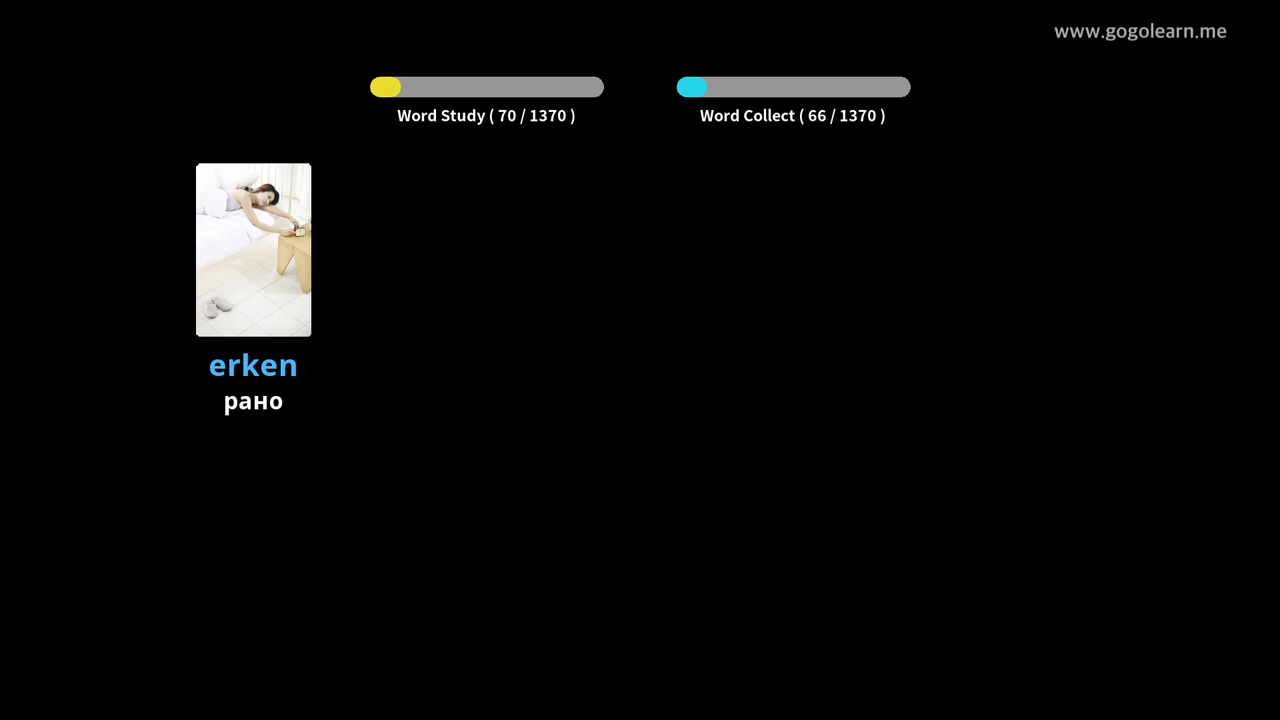 www.gogolearn.me
Word Study ( 70 / 1370 )
Word Collect ( 66 / 1370 )
erken
рано